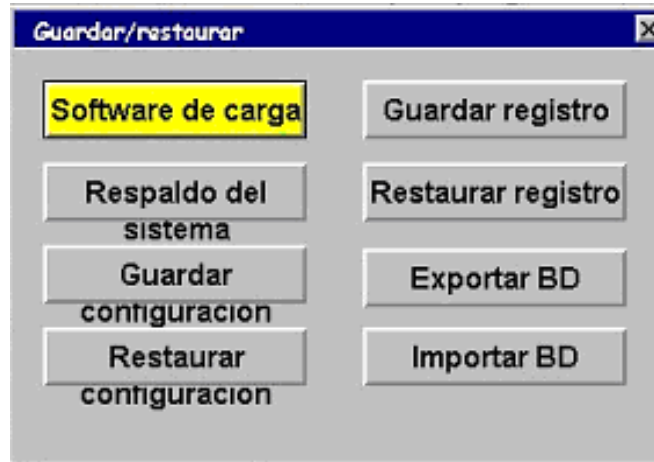 Guardar/restaurar
Software de carga
Guardar registro
Respaldo del
sistema
Restaurar registro
Guardar
configuracion
Exportar BD
Restaurar
configuracion
Importar BD